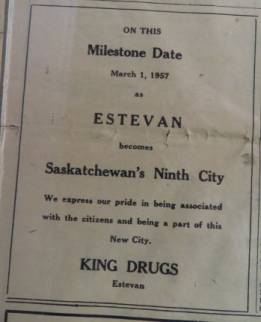 ON THIS
Milestone Date
March 1, 1957
as
ESTEVAN
becomes
Saskatchewan's Ninth City
We express our pride in being associated
with the citizens and being a part of this
New City.
KING DRUGS
Estevan